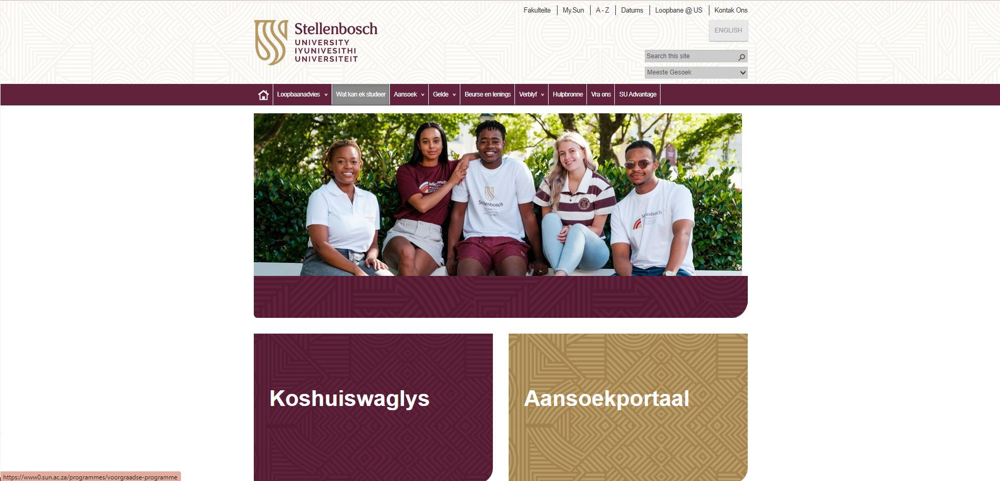 Fakulteite
My.Sun
A - Z
Datums
Loopbane @ US
Kontak Ons
Stellenbosch
UNIVERSITY
IYUNIVESITHI
UNIVERSITEIT
ENGLISH
Search this site
Meeste Gesoek
Loopbaanadvies
Wat kan ek studeer
Aansoek
Gelde
Beurse en lenings
Verblyf
Hulpbronne
Vra ons
SU Advantage
Stellenbosch
Stellenbosch
Koshuiswaglys
Aansoekportaal
https://www0.sun.ac.za/programmes/voorgraadse-programme